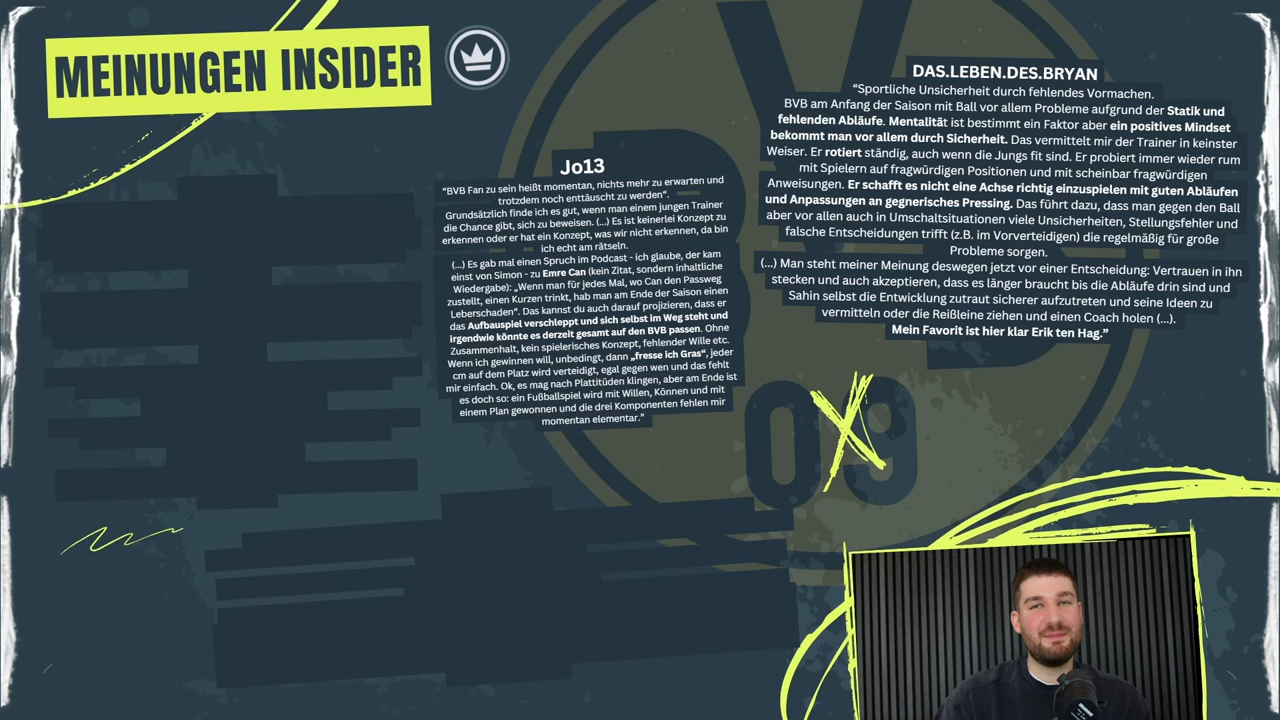 MEINUNGEN INSIDER
Jo13
“BVB Fan zu sein heißt momentan, nichts mehr zu erwarten und
trotzdem noch enttäuscht zu werden“.
Grundsätzlich finde ich es gut, wenn man einem jungen Trainer
die Chance gibt, sich zu beweisen. (...) Es ist keinerlei Konzept zu
erkennen oder er hat ein Konzept, was wir nicht erkennen, da bin
ich echt am rätseln.
(...) Es gab mal einen Spruch im Podcast - ich glaube, der kam
einst von Simon - zu Emre Can (kein Zitat, sondern inhaltliche
Wiedergabe): „Wenn man für jedes Mal, wo Can den Passweg
zustellt, einen Kurzen trinkt, hab man am Ende der Saison einen
Leberschaden“. Das kannst du auch darauf projizieren, dass er
das Aufbauspiel verschleppt und sich selbst im Weg steht und
irgendwie könnte es derzeit gesamt auf den BVB passen. Ohne
Zusammenhalt, kein spielerisches Konzept, fehlender Wille etc.
Wenn ich gewinnen will, unbedingt, dann „fresse ich Gras“, jeder
cm auf dem Platz wird verteidigt, egal gegen wen und das fehlt
mir einfach. Ok, es mag nach Plattitüden klingen, aber am Ende ist
es doch so: ein Fußballspiel wird mit Willen, Können und mit
einem Plan gewonnen und die drei Komponenten fehlen mir
momentan elementar.”
DAS.LEBEN.DES.BRYAN
“Sportliche Unsicherheit durch fehlendes Vormachen.
BVB am Anfang der Saison mit Ball vor allem Probleme aufgrund der Statik und
fehlenden Abläufe. Mentalität ist bestimmt ein Faktor aber ein positives Mindset
bekommt man vor allem durch Sicherheit. Das vermittelt mir der Trainer in keinster
Weiser. Er rotiert ständig, auch wenn die Jungs fit sind. Er probiert immer wieder rum
mit Spielern auf fragwürdigen Positionen und mit scheinbar fragwürdigen
Anweisungen. Er schafft es nicht eine Achse richtig einzuspielen mit guten Abläufen
und Anpassungen an gegnerisches Pressing. Das führt dazu, dass man gegen den Ball
aber vor allen auch in Umschaltsituationen viele Unsicherheiten, Stellungsfehler und
falsche Entscheidungen trifft (z.B. im Vorverteidigen) die regelmäßig für große
Probleme sorgen.
(...) Man steht meiner Meinung deswegen jetzt vor einer Entscheidung: Vertrauen in ihn
stecken und auch akzeptieren, dass es länger braucht bis die Abläufe drin sind und
Sahin selbst die Entwicklung zutraut sicherer aufzutreten und seine Ideen zu
vermitteln oder die Reißleine ziehen und einen Coach holen (...).
Mein Favorit ist hier klar Erik ten Hag.”
09